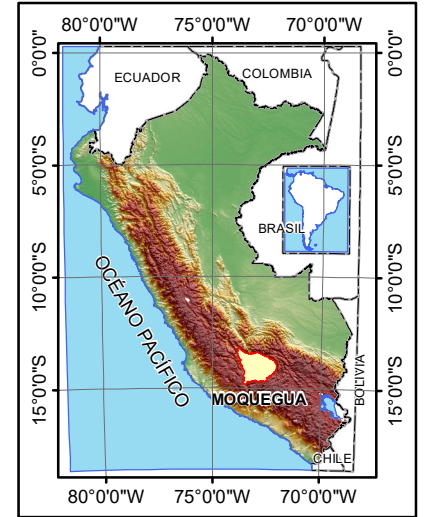 80°0'0"W 75°0'0"W 70°0'0"W
0°0'0" 0°0'0"
ECUADOR
COLOMBIA
5°0'0"S 5°0'0"S
BRASIL
10°0'0"S 10°0'0"S
OCÉANO PACÍFICO
15°0'0"S 15°0'0"S
MOQUEGUA
BOLIVIA
CHILE
80°0'0"W 75°0'0"W 70°0'0"W